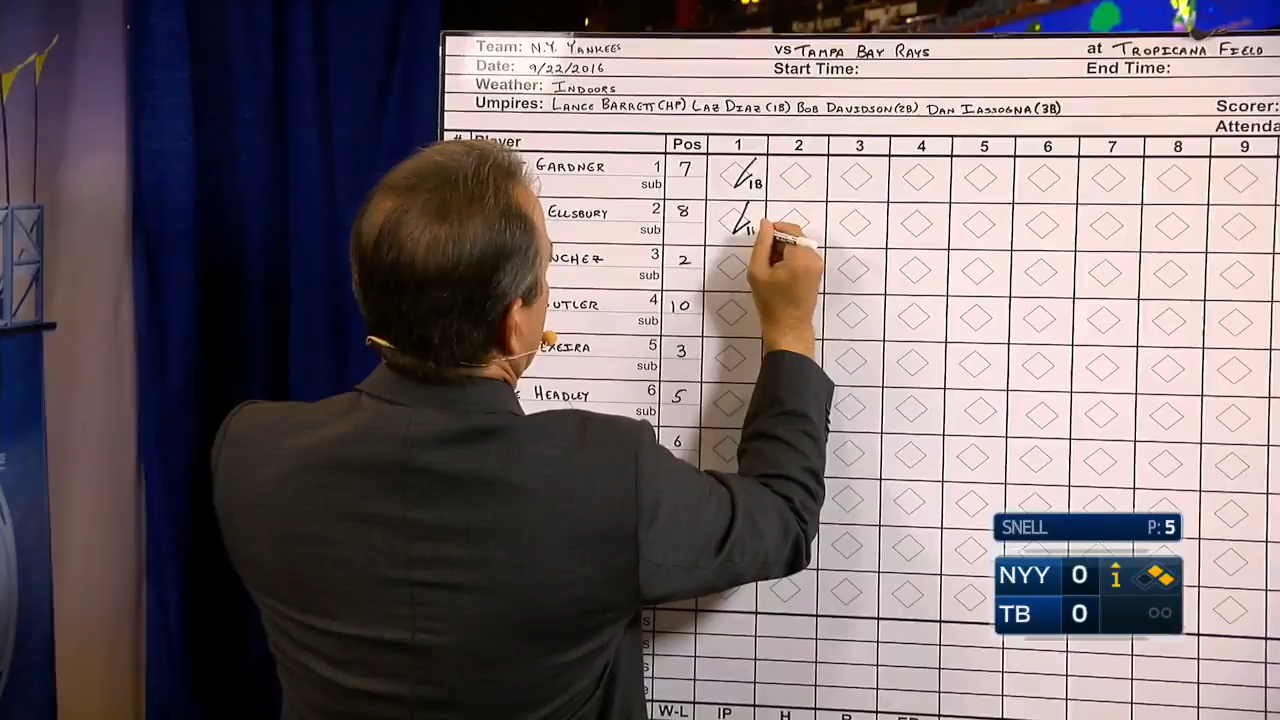 Team: N.Y. YANKEES vs TAMPA BAY RAYS at TROPICANA FIELD
Date: 9/22/2016 Start Time: End Time:
Weather: INDOORS
Umpires: LANCE BARRETT (HP) LAZ DIAZ (1B) BOB DAVIDSON (2B) DAN IASSOGNA (3B) Scorer:
Player Pos 1 2 3 4 5 6 7 8 9
GARDNER 1 7 1B
sub
ELLSBURY 2 8
sub
3 2
sub
4 10
sub
5 3
sub
HEADLEY 6 5
sub
6
SNELL P: 5
NYY 0 1
TB 0
W-L IP H